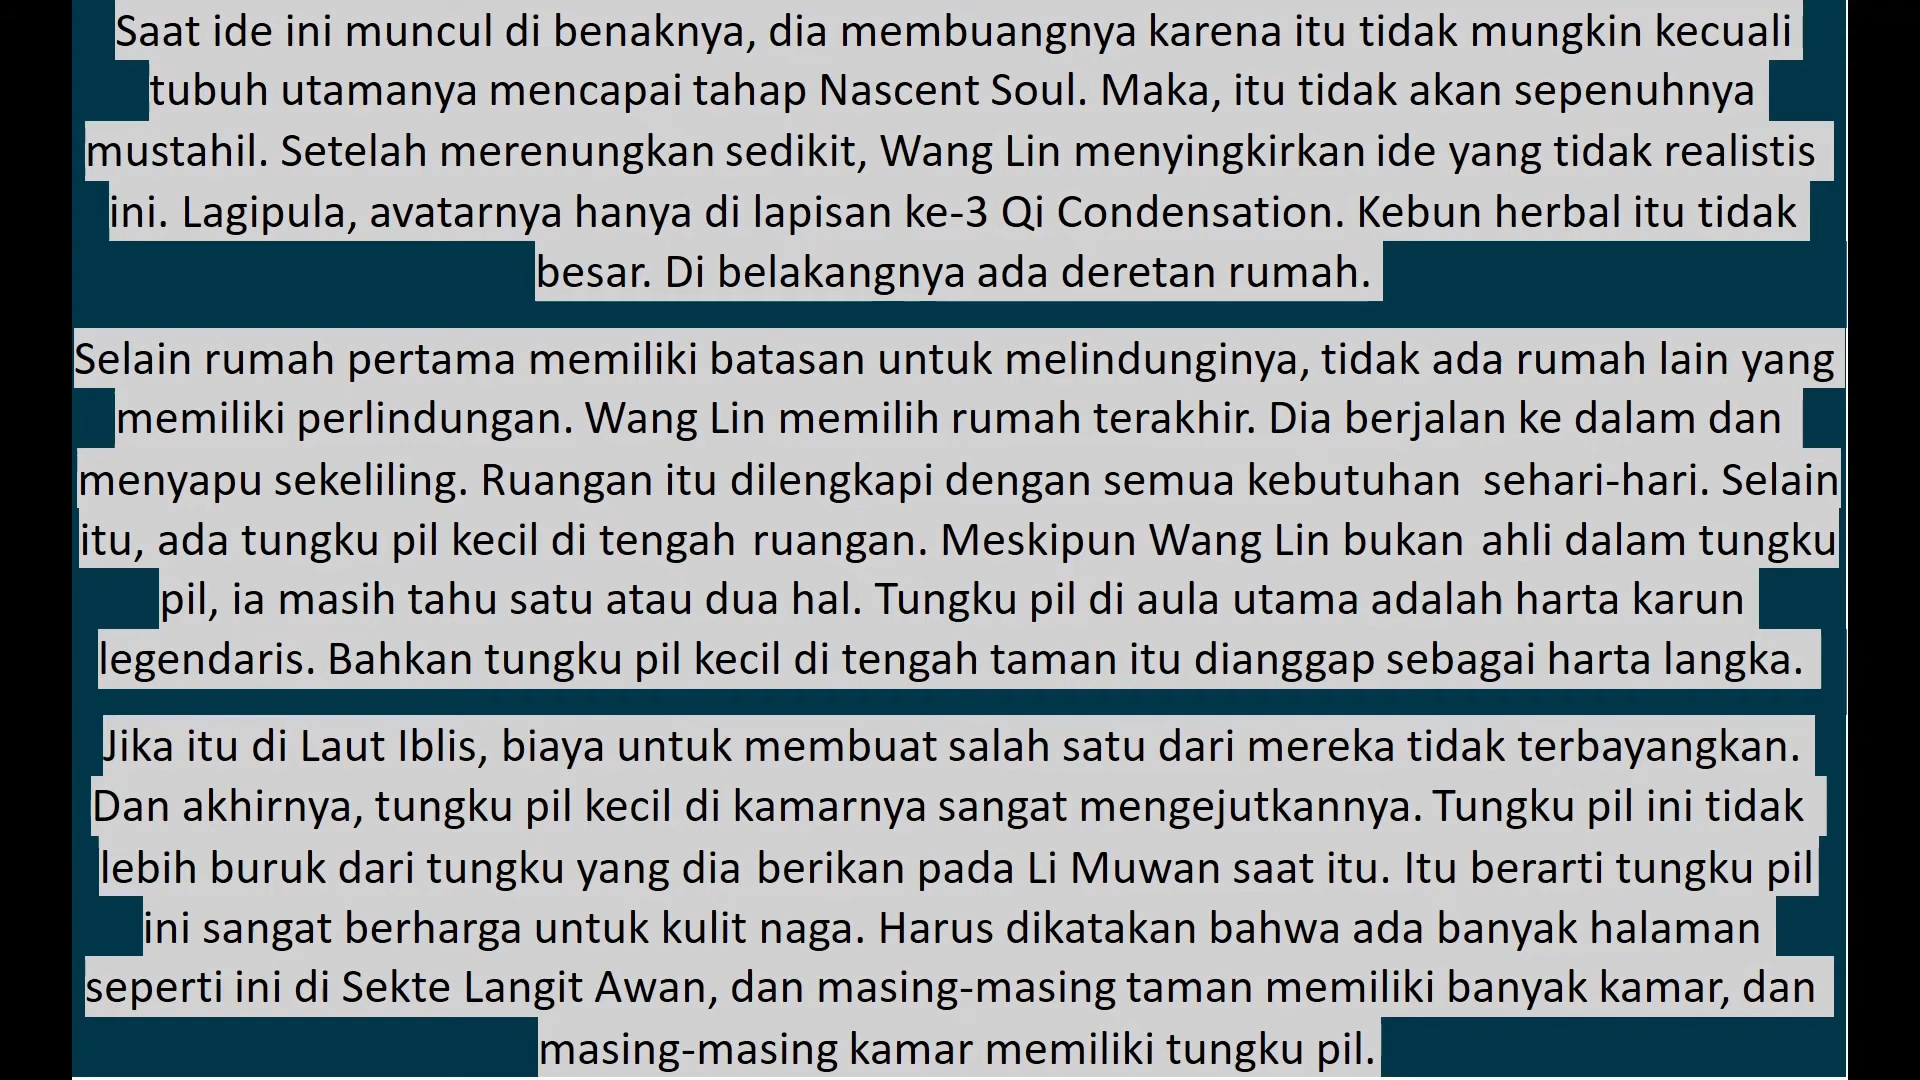 Saat ide ini muncul di benaknya, dia membuangnya karena itu tidak mungkin kecuali
tubuh utamanya mencapai tahap Nascent Soul. Maka, itu tidak akan sepenuhnya
mustahil. Setelah merenungkan sedikit, Wang Lin menyingkirkan ide yang tidak realistis
ini. Lagipula, avatarnya hanya di lapisan ke-3 Qi Condensation. Kebun herbal itu tidak
besar. Di belakangnya ada deretan rumah.
Selain rumah pertama memiliki batasan untuk melindunginya, tidak ada rumah lain yang
memiliki perlindungan. Wang Lin memilih rumah terakhir. Dia berjalan ke dalam dan
menyapu sekeliling. Ruangan itu dilengkapi dengan semua kebutuhan sehari-hari. Selain
itu, ada tungku pil kecil di tengah ruangan. Meskipun Wang Lin bukan ahli dalam tungku
pil, ia masih tahu satu atau dua hal. Tungku pil di aula utama adalah harta karun
legendaris. Bahkan tungku pil kecil di tengah taman itu dianggap sebagai harta langka.
Jika itu di Laut Iblis, biaya untuk membuat salah satu dari mereka tidak terbayangkan.
Dan akhirnya, tungku pil kecil di kamarnya sangat mengejutkannya. Tungku pil ini tidak
lebih buruk dari tungku yang dia berikan pada Li Muwan saat itu. Itu berarti tungku pil
ini sangat berharga untuk kulit naga. Harus dikatakan bahwa ada banyak halaman
seperti ini di Sekte Langit Awan, dan masing-masing taman memiliki banyak kamar, dan
masing-masing kamar memiliki tungku pil.